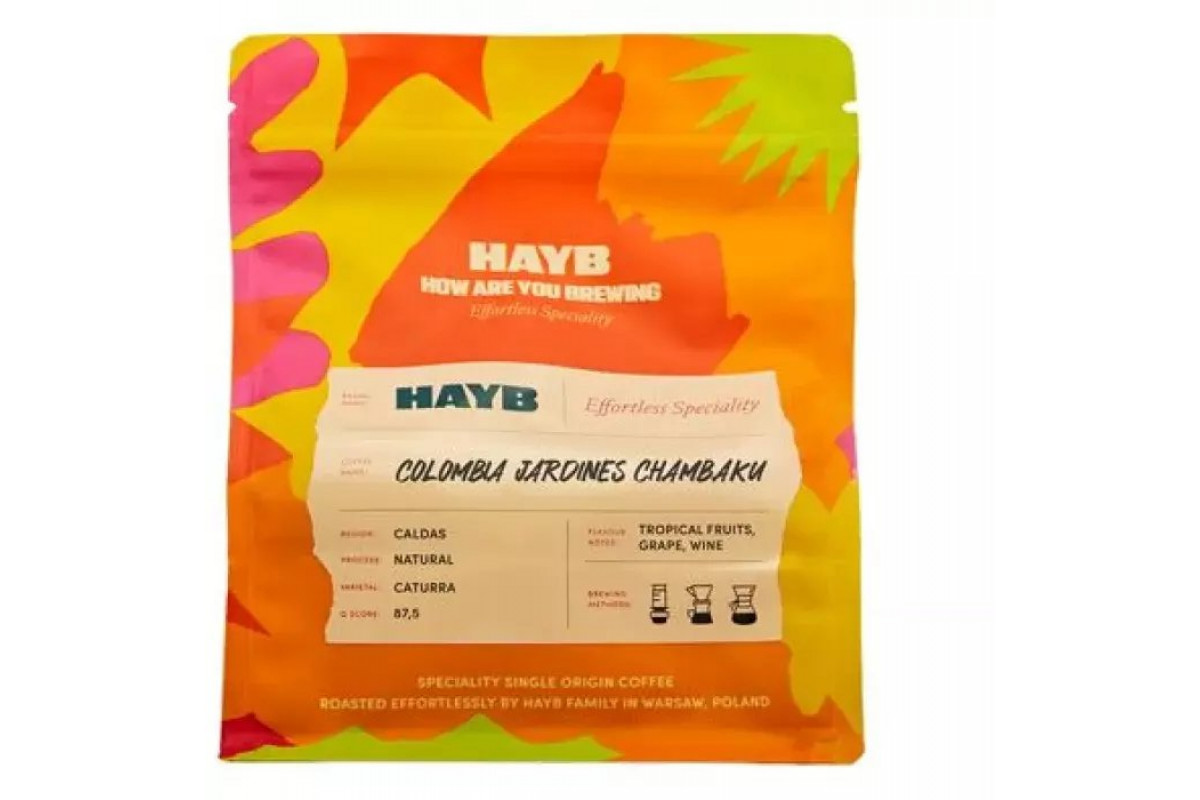 HAYB
HOW ARE YOU BREWING
Effortless Speciality
HAYB
Effortless Speciality
COFFEE NAME:
COLOMBIA JARDINES CHAMBAKU
REGION: CALDAS
PROCESS: NATURAL
VARIETAL: CATURRA
Q SCORE: 87,5
FLAVOUR NOTES: TROPICAL FRUITS,
GRAPE, WINE
BREWING
METHODS:
SPECIALITY SINGLE ORIGIN COFFEE
ROASTED EFFORTLESSLY BY HAYB FAMILY IN WARSAW, POLAND